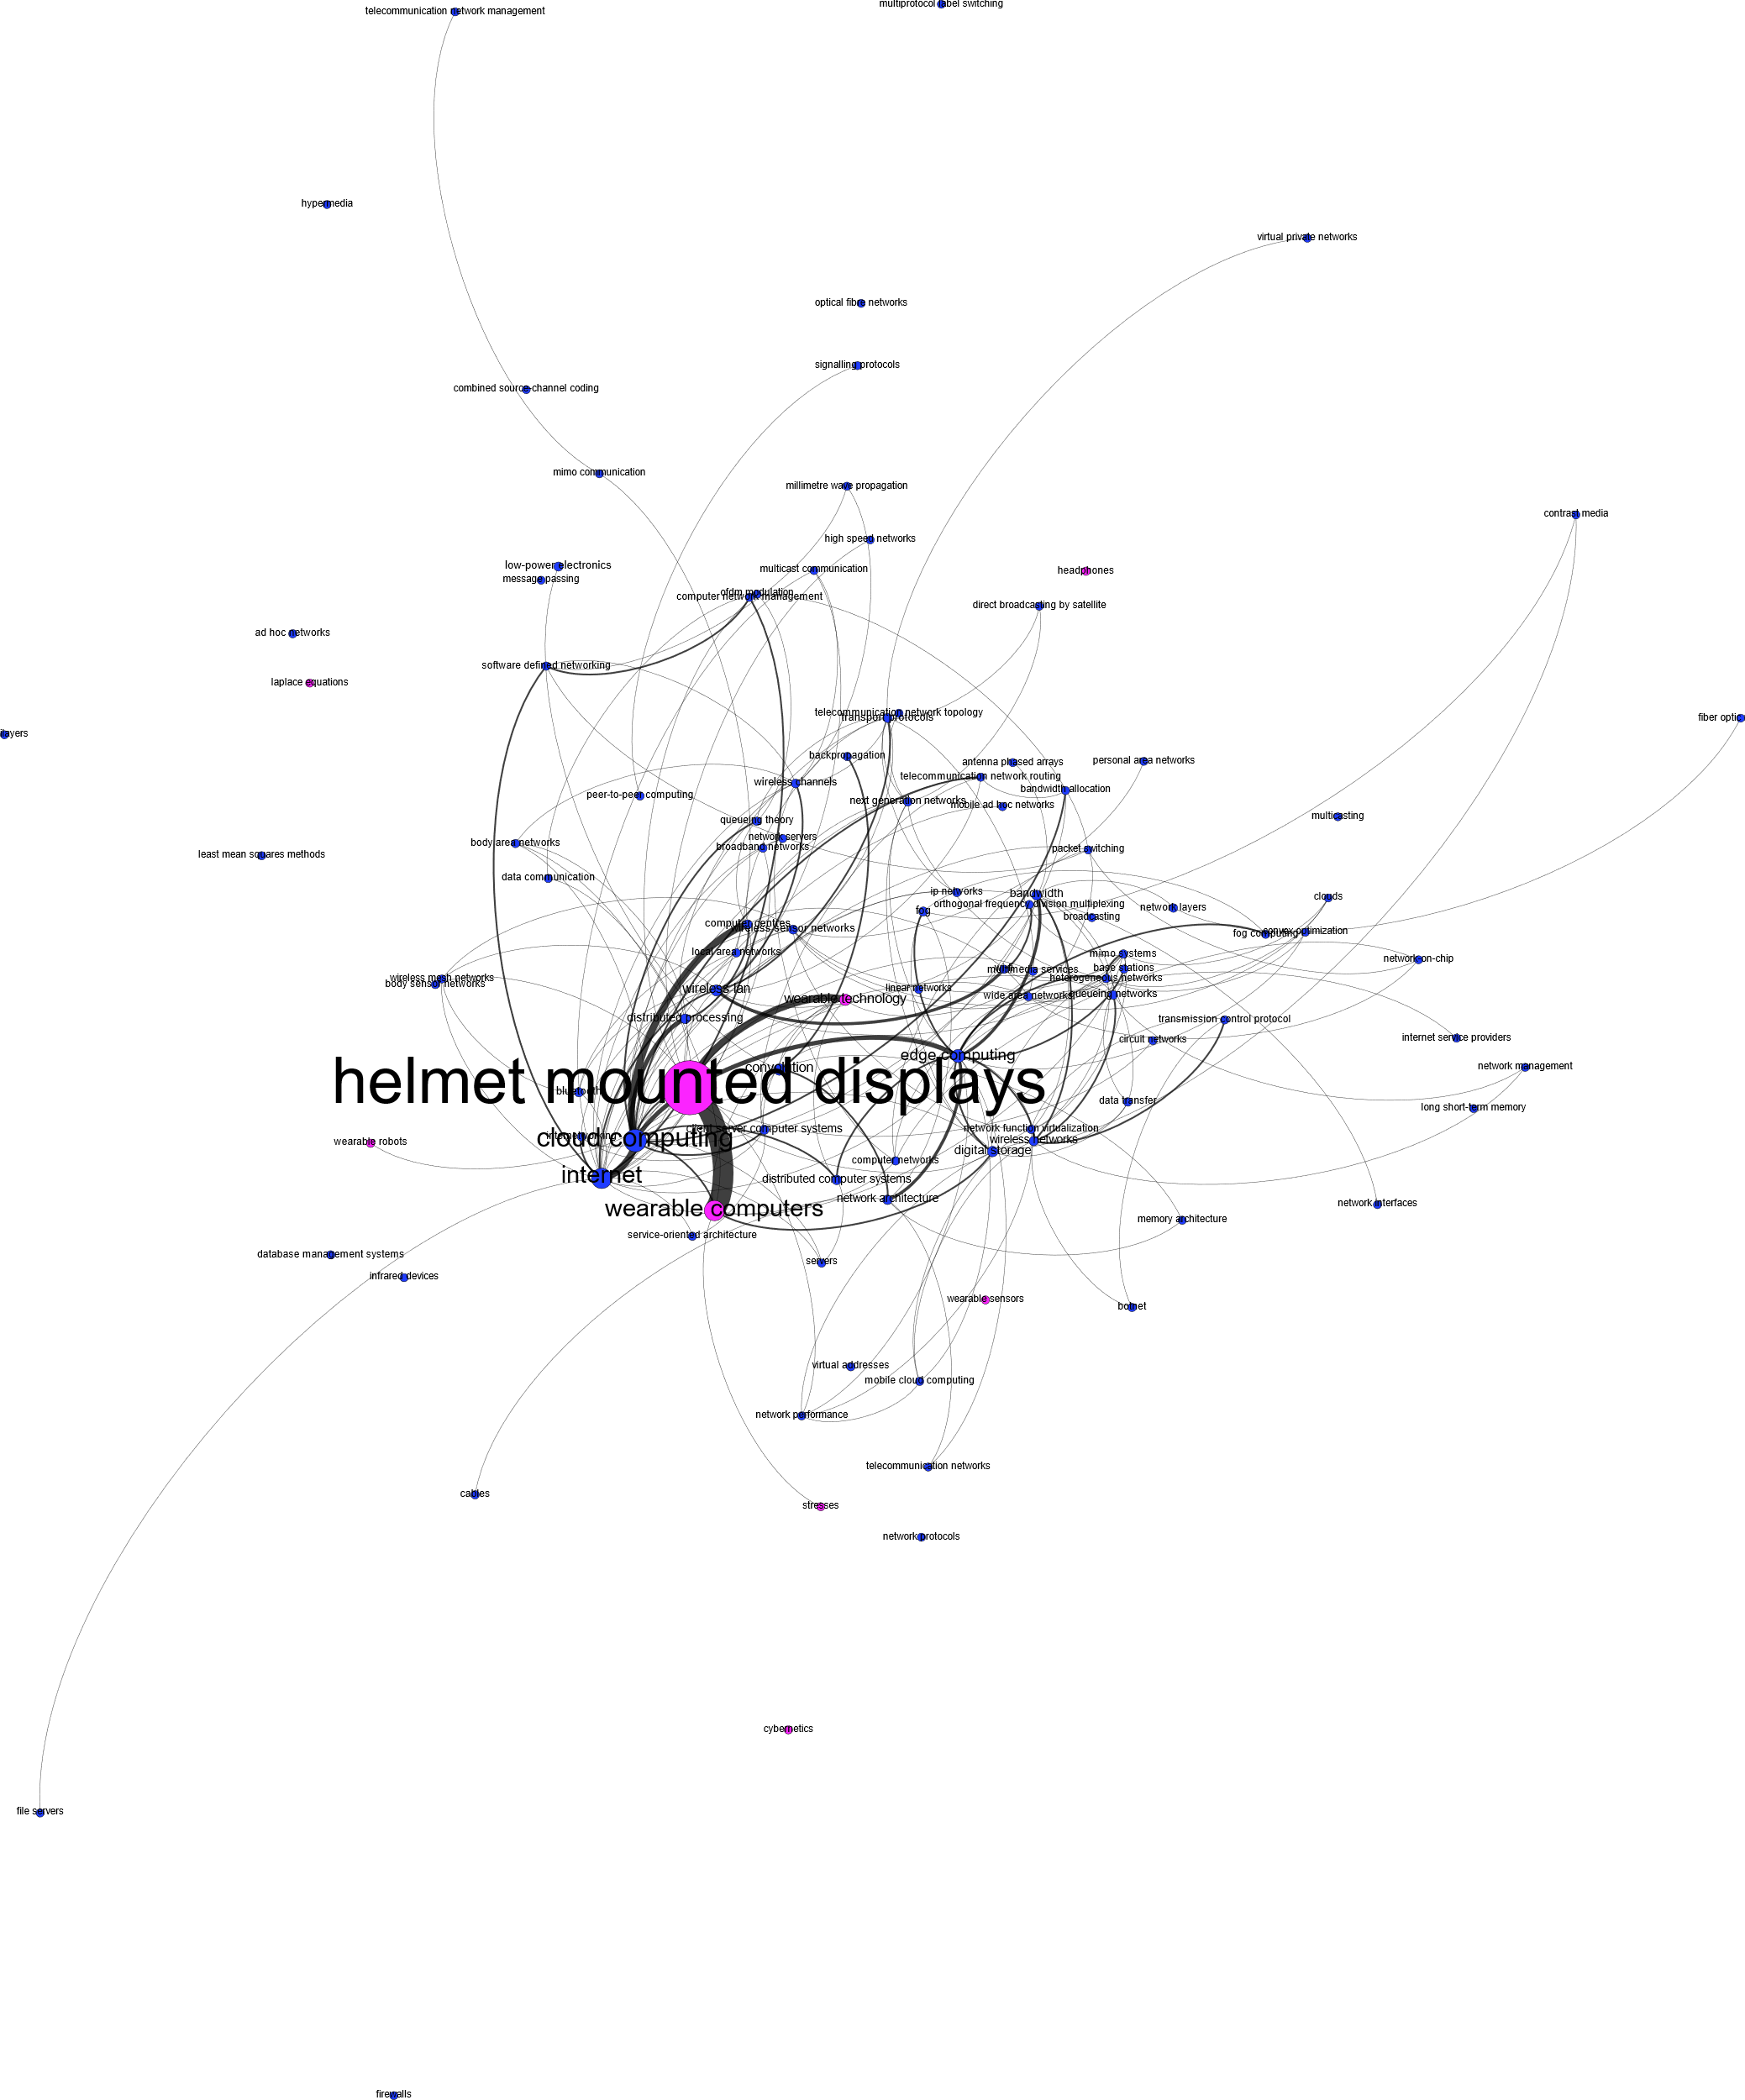 multiprotocol label switching
telecommunication network management
hypermedia
virtual private networks
optical fibre networks
signalling protocols
combined source-channel coding
mimo communication
millimetre wave propagation
contrast media
high speed networks
low-power electronics
multicast communication
headphones
message passing
ofdm modulation
computer network management
direct broadcasting by satellite
ad hoc networks
software defined networking
laplace equations
telecommunication network topology
transport protocols
fiber optic
layers
backpropagation
antenna phased arrays
personal area networks
telecommunication network routing
wireless channels
bandwidth allocation
peer-to-peer computing
next generation networks
mobile ad hoc networks
multicasting
queueing theory
network servers
body area networks
broadband networks
packet switching
least mean squares methods
data communication
ip networks
bandwidth
clouds
orthogonal frequency division multiplexing
fog
network layers
broadcasting
computer centres
wireless sensor networks
fog computing
convex optimization
local area networks
mimo systems
network-on-chip
multimedia services
base stations
wireless mesh networks
heterogeneous networks
body sensor networks
wireless lan
linear networks
wide area networks
queueing networks
wearable technology
distributed processing
transmission control protocol
internet service providers
circuit networks
edge computing
convolution
network management
helmet mounted displays
bluetooth
data transfer
long short-term memory
client server computer systems
network function virtualization
internetworking
cloud computing
wireless networks
wearable robots
digital storage
computer networks
internet
distributed computer systems
network architecture
network interfaces
wearable computers
memory architecture
service-oriented architecture
database management systems
servers
infrared devices
wearable sensors
botnet
virtual addresses
mobile cloud computing
network performance
telecommunication networks
cables
stresses
network protocols
cybernetics
file servers
firewalls